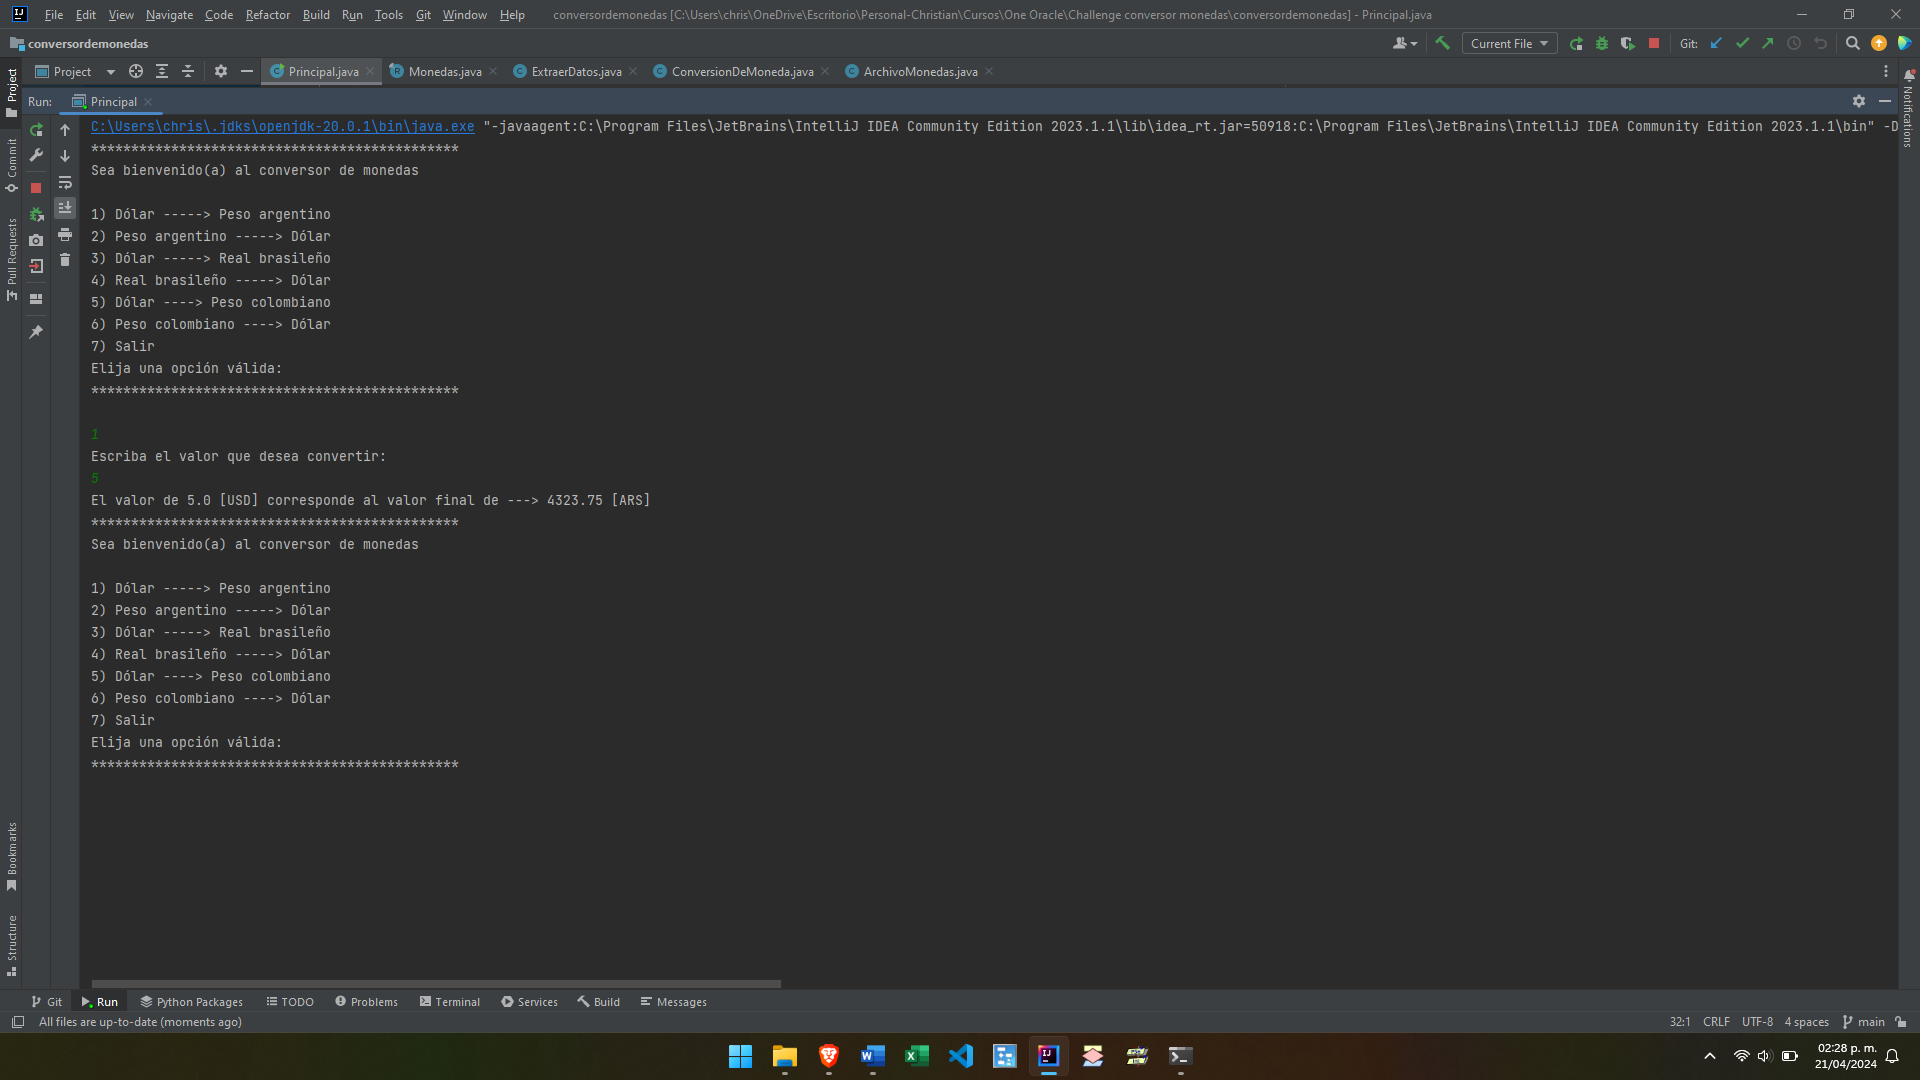 File Edit View Navigate Code Refactor Build Run Tools Git Window Help conversordemonedas [C:\Users\chris\OneDrive\Escritorio\Personal-Christian\Cursos\One Oracle\Challenge conversor monedas\conversordemonedas] - Principal.java
conversordemonedas Current File Git:
Project Principal.java Monedas.java ExtraerDatos.java ConversionDeMoneda.java ArchivoMonedas.java
Run: Principal
C:\Users\chris\.jdks\openjdk-20.0.1\bin\java.exe "-javaagent:C:\Program Files\JetBrains\IntelliJ IDEA Community Edition 2023.1.1\lib\idea_rt.jar=50918:C:\Program Files\JetBrains\IntelliJ IDEA Community Edition 2023.1.1\bin" -D
**********************************************
Sea bienvenido(a) al conversor de monedas
1) Dólar -----> Peso argentino
2) Peso argentino -----> Dólar
3) Dólar -----> Real brasileño
4) Real brasileño -----> Dólar
5) Dólar ----> Peso colombiano
6) Peso colombiano ----> Dólar
7) Salir
Elija una opción válida:
**********************************************
1
Escriba el valor que desea convertir:
5
El valor de 5.0 [USD] corresponde al valor final de ---> 4323.75 [ARS]
**********************************************
Sea bienvenido(a) al conversor de monedas
1) Dólar -----> Peso argentino
2) Peso argentino -----> Dólar
3) Dólar -----> Real brasileño
4) Real brasileño -----> Dólar
5) Dólar ----> Peso colombiano
6) Peso colombiano ----> Dólar
7) Salir
Elija una opción válida:
**********************************************
Project
Commit
Pull Requests
Bookmarks
Structure
Notifications
Git Run Python Packages TODO Problems Terminal Services Build Messages
All files are up-to-date (moments ago) 32:1 CRLF UTF-8 4 spaces main
02:28 p. m.
21/04/2024